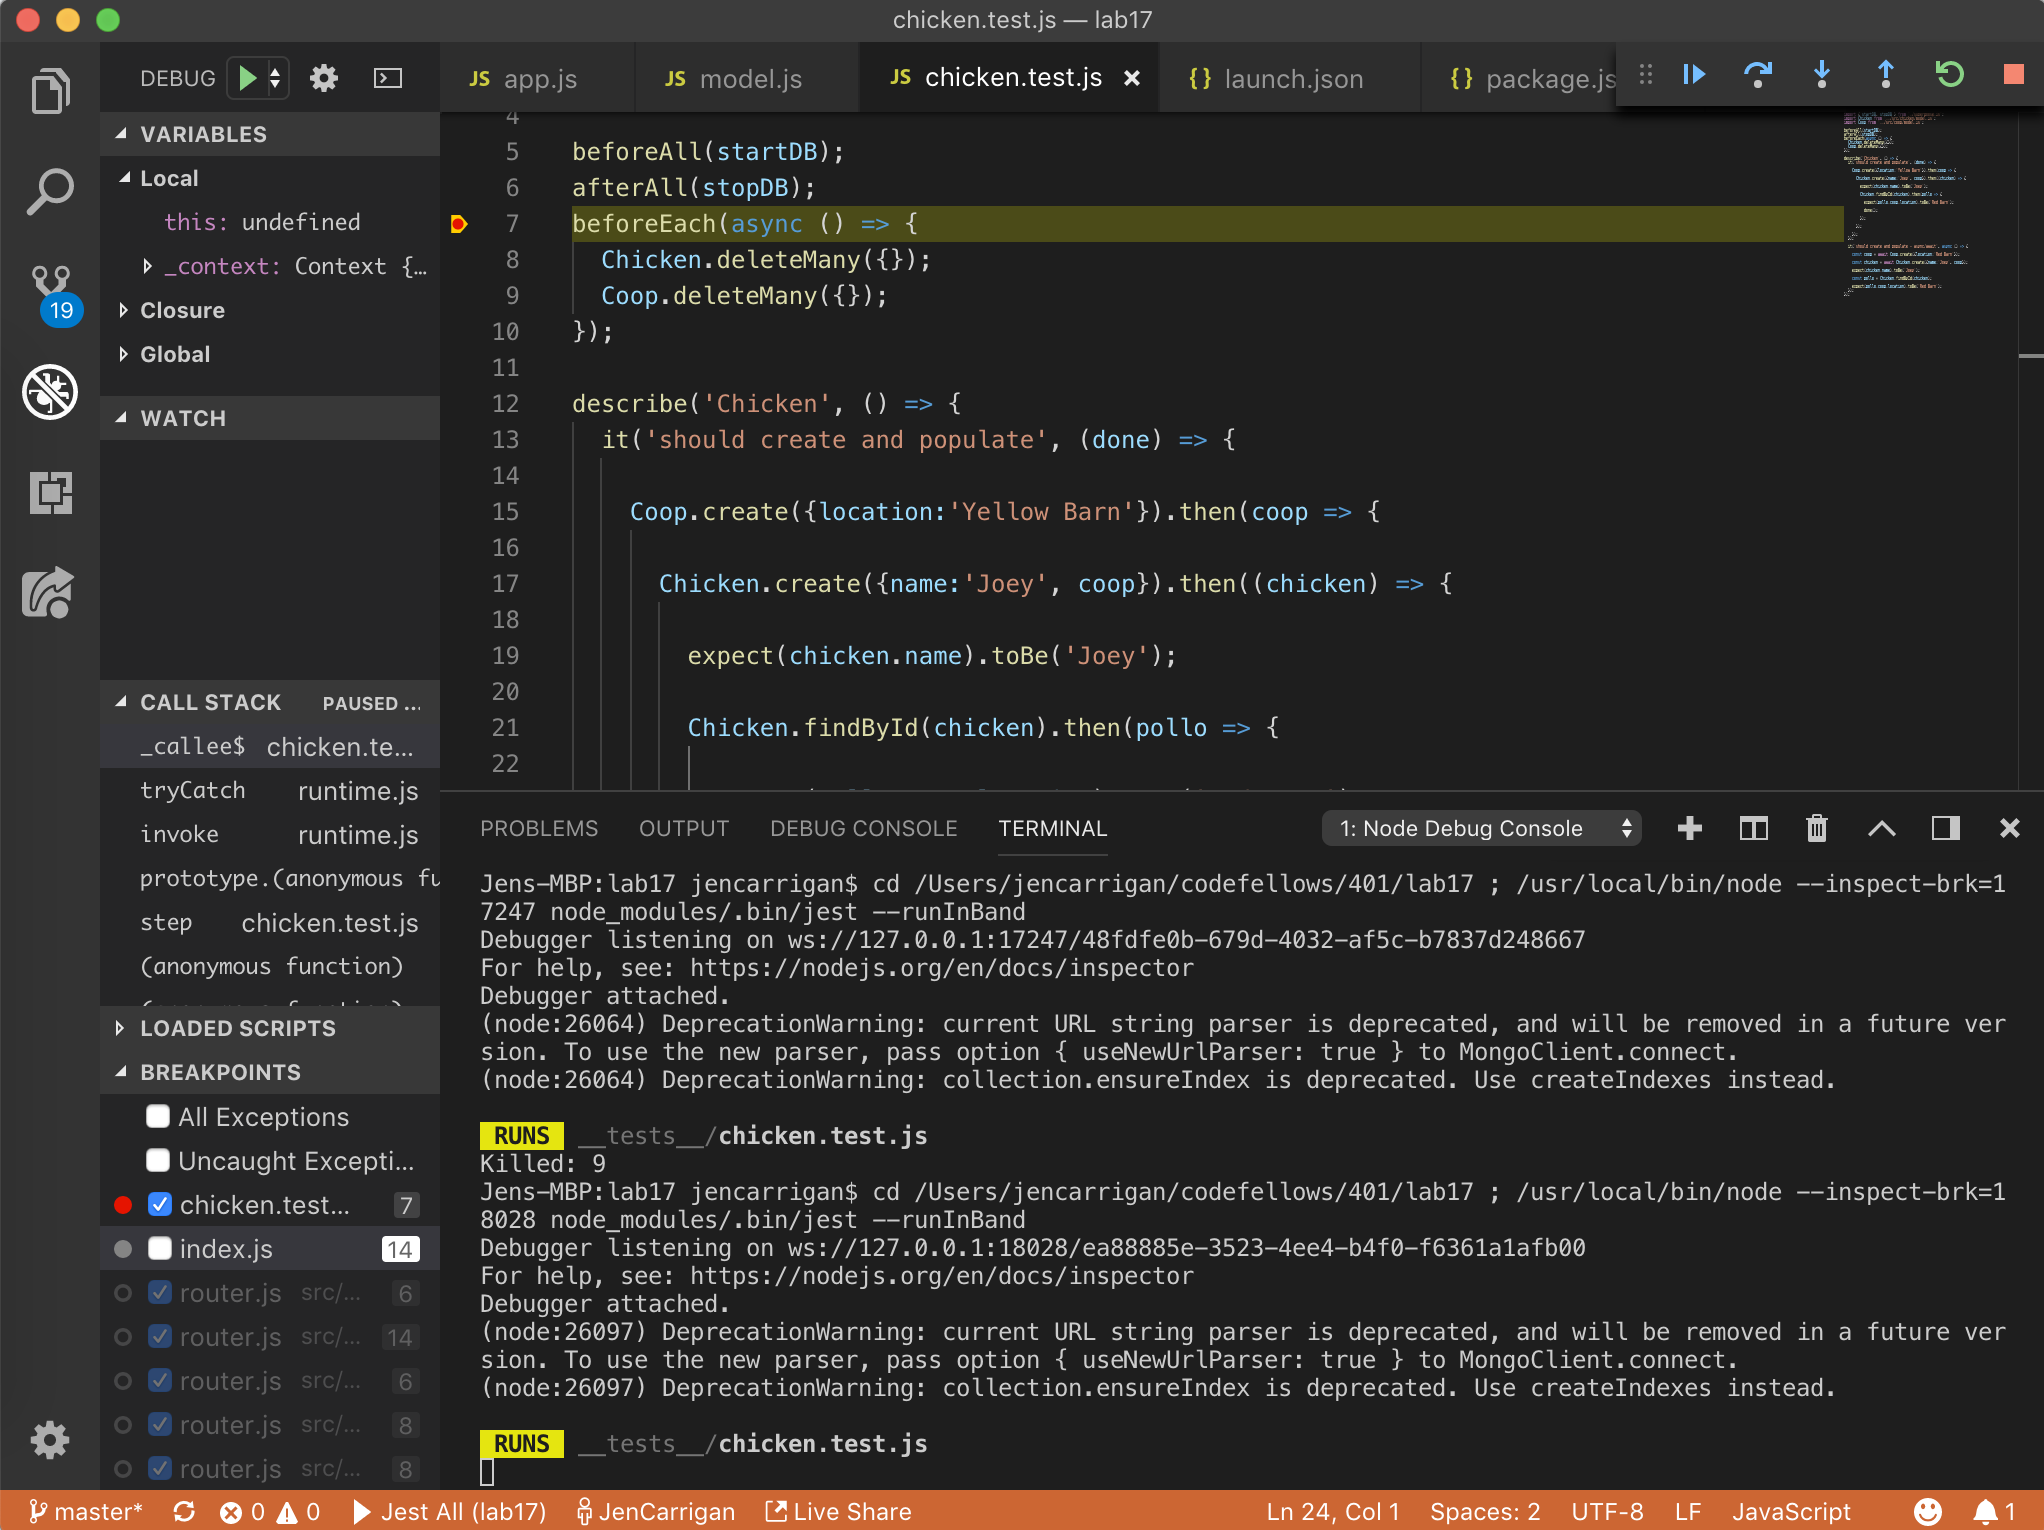 chicken.test.js — lab17
DEBUG
JS app.js
JS model.js
JS chicken.test.js
{} launch.json
{} package.js
VARIABLES
Local
this: undefined
_context: Context {…
Closure
Global
WATCH
CALL STACK PAUSED …
_callee$ chicken.te…
tryCatch runtime.js
invoke runtime.js
prototype.(anonymous fu
step chicken.test.js
(anonymous function)
LOADED SCRIPTS
BREAKPOINTS
All Exceptions
Uncaught Excepti…
chicken.test… 7
index.js 14
router.js src/… 6
router.js src/… 14
router.js src/… 6
router.js src/… 8
router.js src/… 8
19
4
5 beforeAll(startDB);
6 afterAll(stopDB);
7 beforeEach(async () => {
8 Chicken.deleteMany({});
9 Coop.deleteMany({});
10 });
11
12 describe('Chicken', () => {
13 it('should create and populate', (done) => {
14
15 Coop.create({location:'Yellow Barn'}).then(coop => {
16
17 Chicken.create({name:'Joey', coop}).then((chicken) => {
18
19 expect(chicken.name).toBe('Joey');
20
21 Chicken.findById(chicken).then(pollo => {
22
PROBLEMS OUTPUT DEBUG CONSOLE TERMINAL
1: Node Debug Console
Jens-MBP:lab17 jencarrigan$ cd /Users/jencarrigan/codefellows/401/lab17 ; /usr/local/bin/node --inspect-brk=1
7247 node_modules/.bin/jest --runInBand
Debugger listening on ws://127.0.0.1:17247/48fdfe0b-679d-4032-af5c-b7837d248667
For help, see: https://nodejs.org/en/docs/inspector
Debugger attached.
(node:26064) DeprecationWarning: current URL string parser is deprecated, and will be removed in a future ver
sion. To use the new parser, pass option { useNewUrlParser: true } to MongoClient.connect.
(node:26064) DeprecationWarning: collection.ensureIndex is deprecated. Use createIndexes instead.
RUNS __tests__/chicken.test.js
Killed: 9
Jens-MBP:lab17 jencarrigan$ cd /Users/jencarrigan/codefellows/401/lab17 ; /usr/local/bin/node --inspect-brk=1
8028 node_modules/.bin/jest --runInBand
Debugger listening on ws://127.0.0.1:18028/ea88885e-3523-4ee4-b4f0-f6361a1afb00
For help, see: https://nodejs.org/en/docs/inspector
Debugger attached.
(node:26097) DeprecationWarning: current URL string parser is deprecated, and will be removed in a future ver
sion. To use the new parser, pass option { useNewUrlParser: true } to MongoClient.connect.
(node:26097) DeprecationWarning: collection.ensureIndex is deprecated. Use createIndexes instead.
RUNS __tests__/chicken.test.js
master* 0 0 Jest All (lab17) JenCarrigan Live Share Ln 24, Col 1 Spaces: 2 UTF-8 LF JavaScript 1